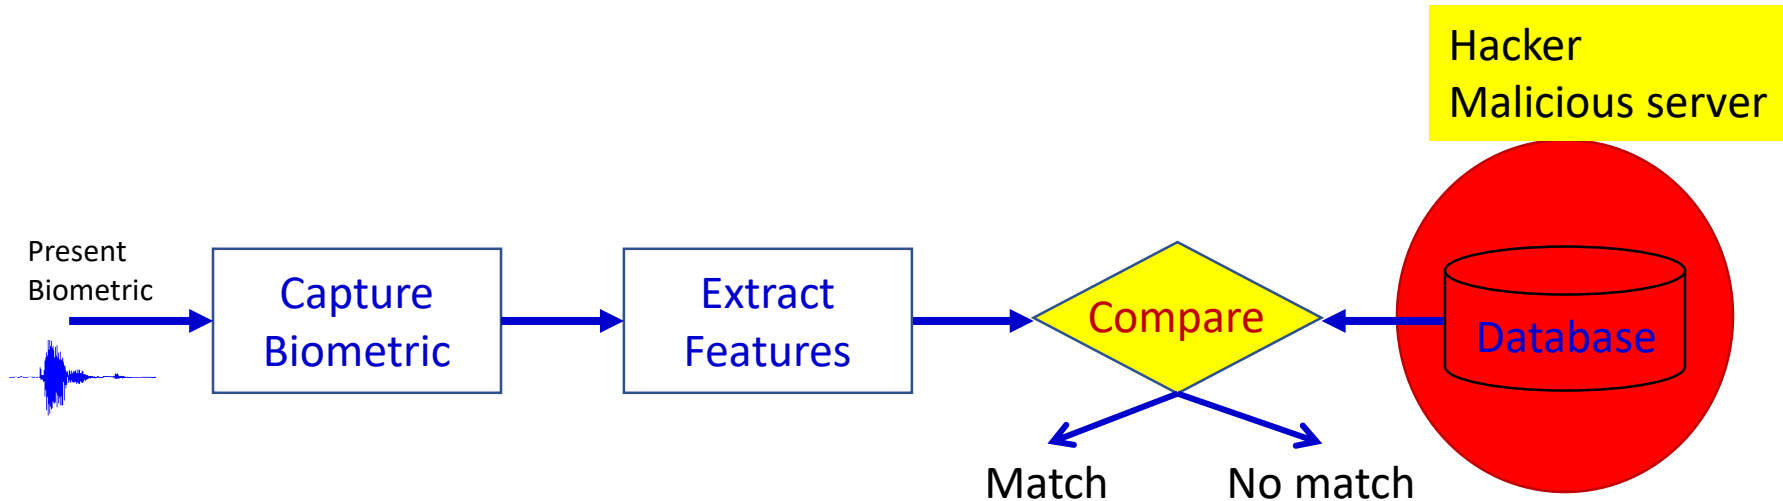 Hacker
Malicious server
Present
Biometric
Capture
Biometric
Extract
Features
Compare
Database
Match
No match